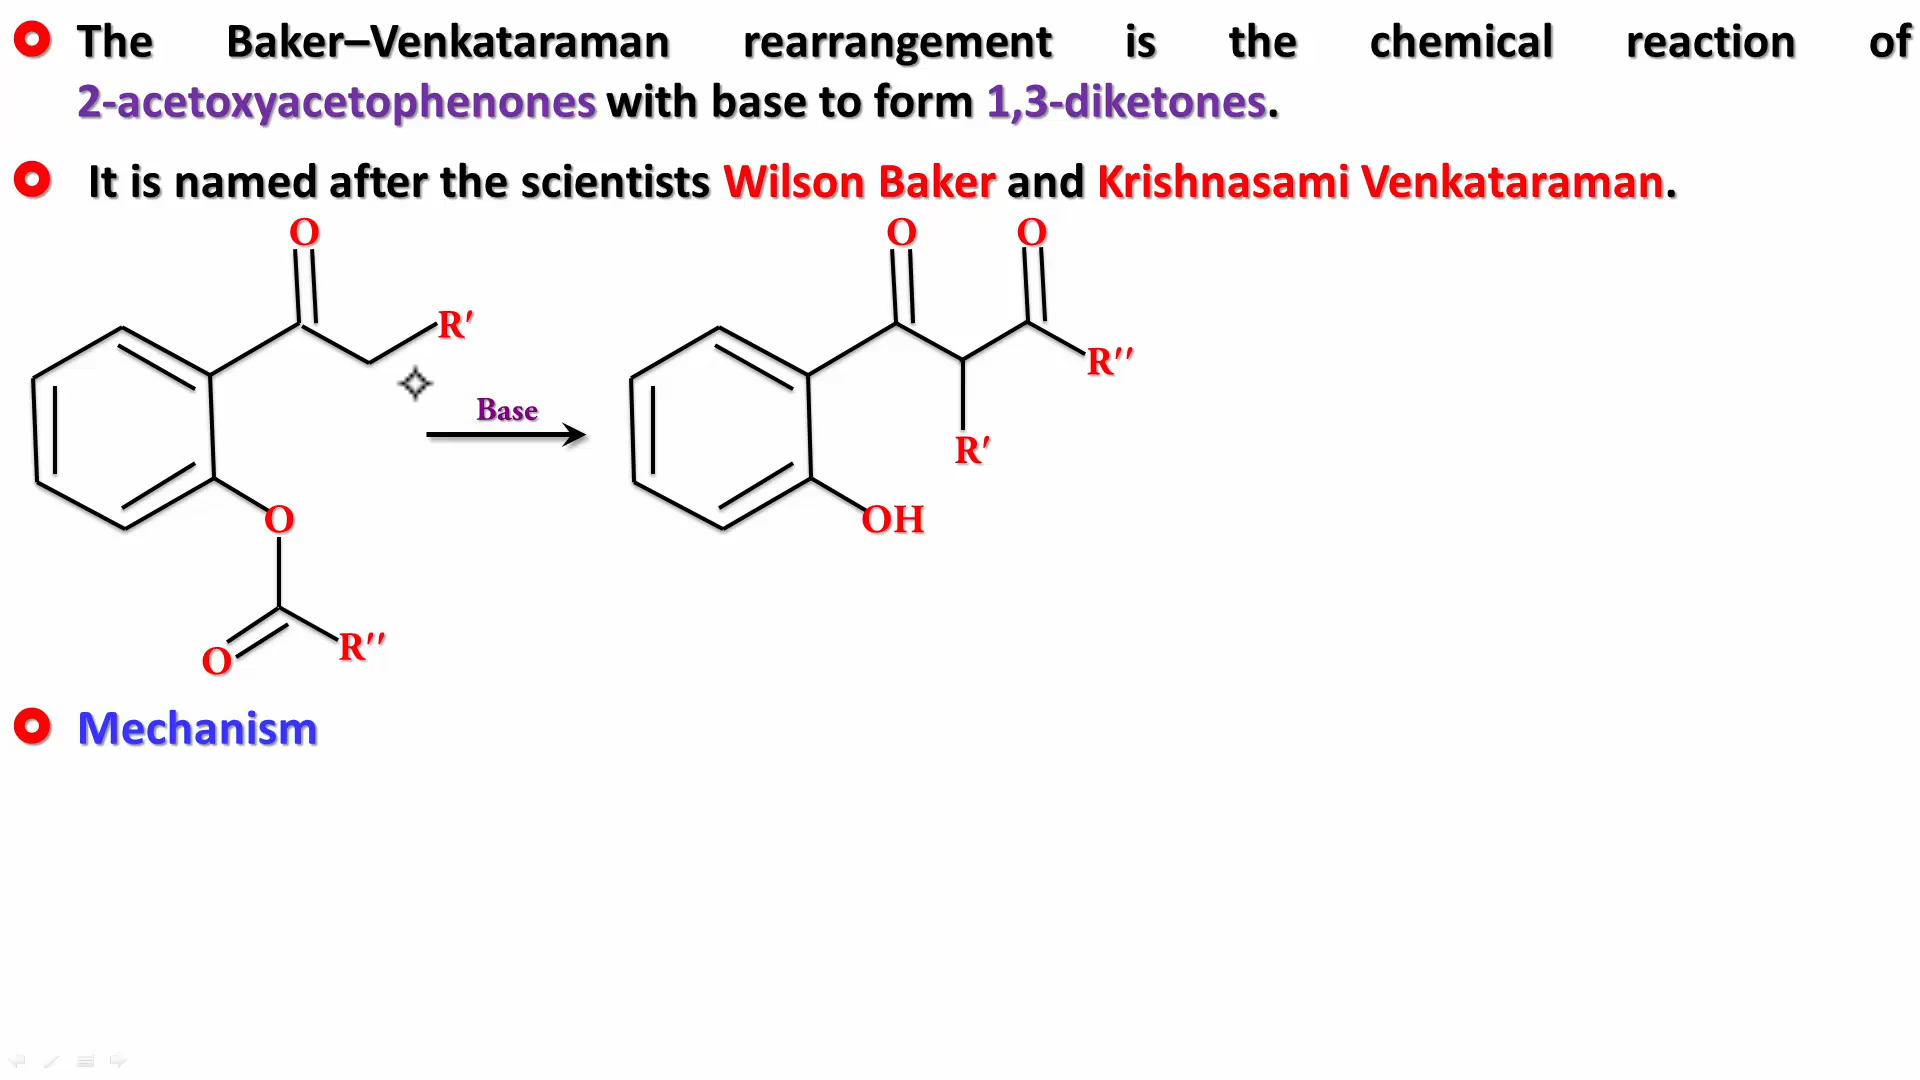 The Baker–Venkataraman rearrangement is the chemical reaction of
2-acetoxyacetophenones with base to form 1,3-diketones.
It is named after the scientists Wilson Baker and Krishnasami Venkataraman.
O
R′
O
O
R′′
Base
O
O
R′′
R′
OH
Mechanism